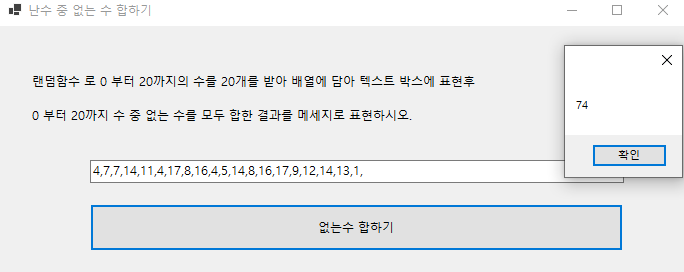 난수 중 없는 수 합하기
랜덤함수 로 0 부터 20까지의 수를 20개를 받아 배열에 담아 텍스트 박스에 표현후
0 부터 20까지 수 중 없는 수를 모두 합한 결과를 메세지로 표현하시오.
74
확인
4,7,7,14,11,4,17,8,16,4,5,14,8,16,17,9,12,14,13,1,
없는수 합하기